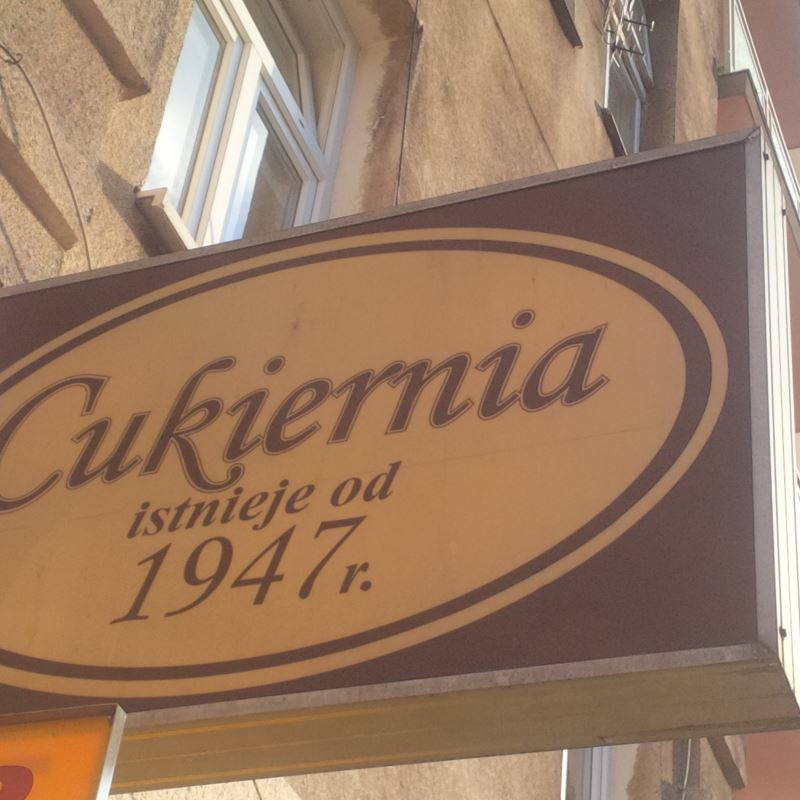 Cukiernia
istnieje od
1947r.